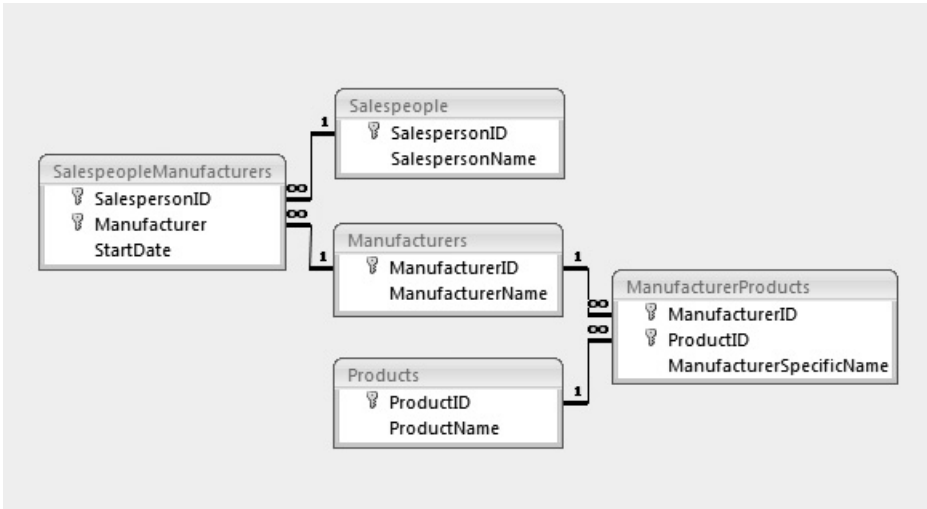 Salespeople
SalespersonID
SalespersonName
1
SalespeopleManufacturers
SalespersonID
Manufacturer
StartDate
∞
∞
1
Manufacturers
ManufacturerID
ManufacturerName
1
ManufacturerProducts
ManufacturerID
ProductID
ManufacturerSpecificName
∞
∞
Products
ProductID
ProductName
1